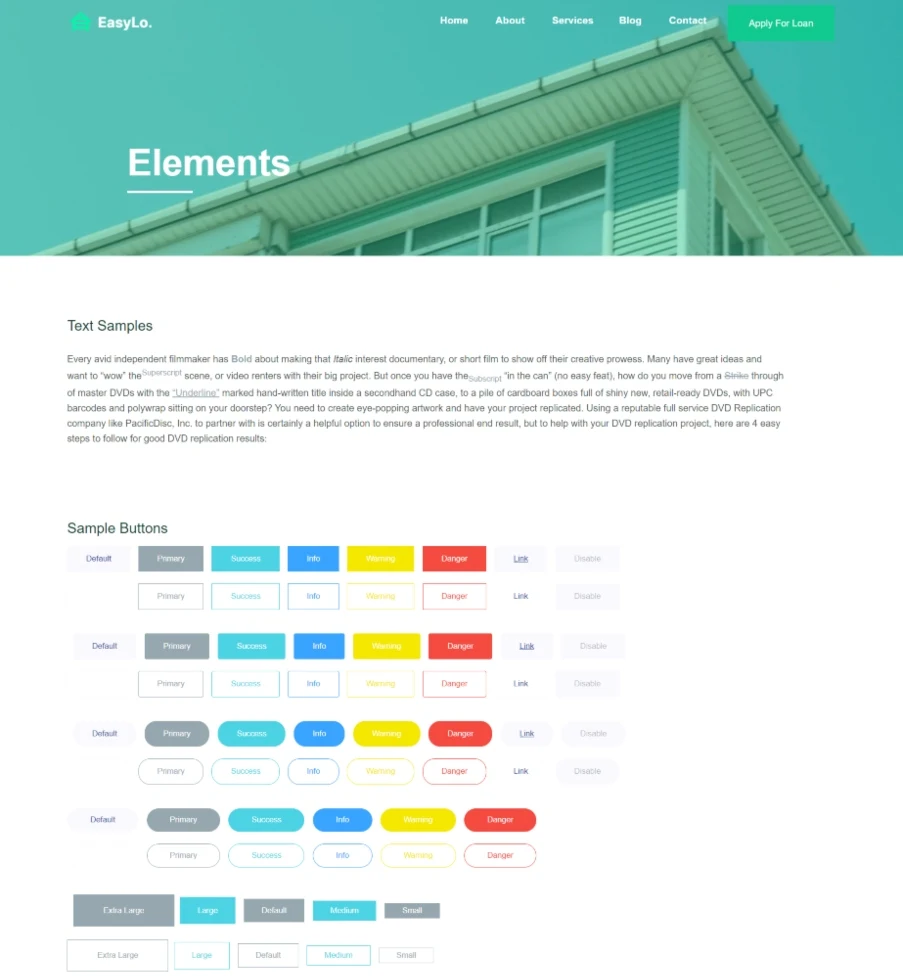 EasyLo.
Home About Services Blog Contact Apply For Loan
Elements
Text Samples
Every avid independent filmmaker has Bold about making that Italic interest documentary, or short film to show off their creative prowess. Many have great ideas and
want to “wow” the Superscript scene, or video renters with their big project. But once you have the Subscript “in the can” (no easy feat), how do you move from a Strike through
of master DVDs with the “Underline” marked hand-written title inside a secondhand CD case, to a pile of cardboard boxes full of shiny new, retail-ready DVDs, with UPC
barcodes and polywrap sitting on your doorstep? You need to create eye-popping artwork and have your project replicated. Using a reputable full service DVD Replication
company like PacificDisc, Inc. to partner with is certainly a helpful option to ensure a professional end result, but to help with your DVD replication project, here are 4 easy
steps to follow for good DVD replication results:
Sample Buttons
Default Primary Success Info Warning Danger Link Disable
Primary Success Info Warning Danger Link Disable
Default Primary Success Info Warning Danger Link Disable
Primary Success Info Warning Danger Link Disable
Default Primary Success Info Warning Danger Link Disable
Primary Success Info Warning Danger Link Disable
Default Primary Success Info Warning Danger
Primary Success Info Warning Danger
Extra Large Large Default Medium Small
Extra Large Large Default Medium Small